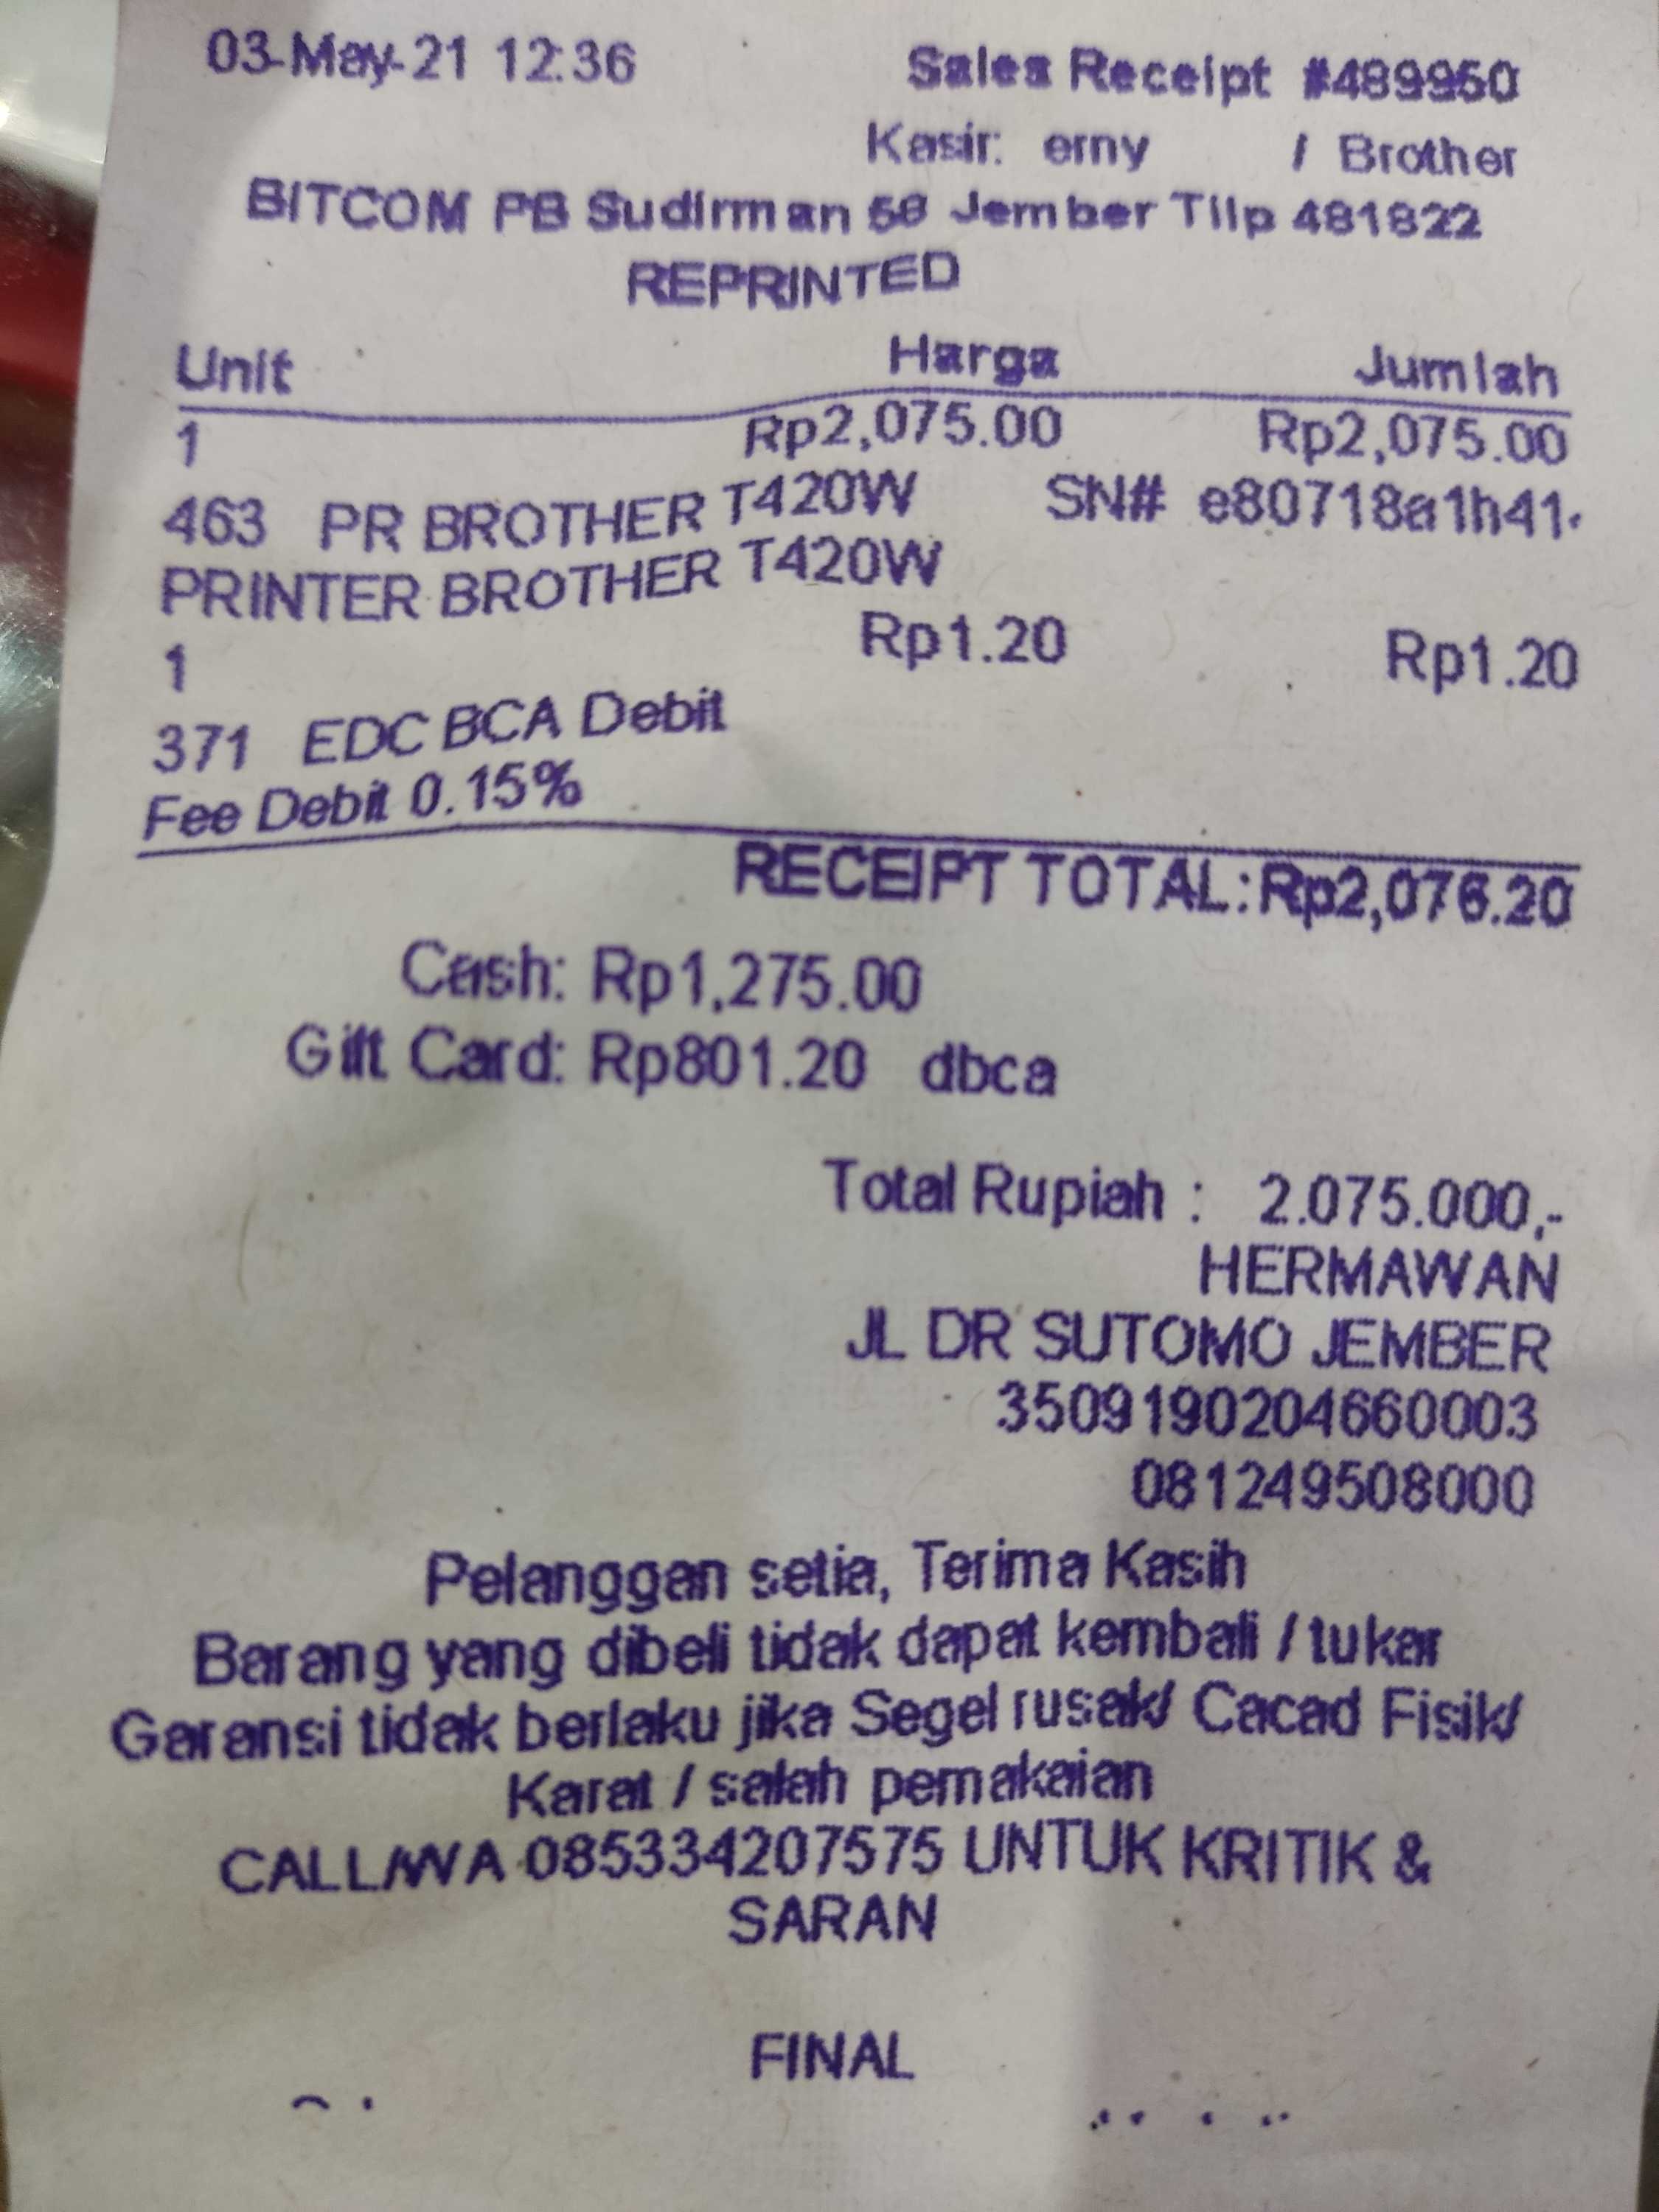 03-May-21 12:36 Sales Receipt #489950
Kasir: erny / Brother
BITCOM PB Sudirman 56 Jember Tllp 481822
REPRINTED
Unit Harga Jumlah
1 Rp2,075.00 Rp2,075.00
463 PR BROTHER T420W SN# e80718a1h41
PRINTER BROTHER T420W
1 Rp1.20 Rp1.20
371 EDC BCA Debit
Fee Debit 0.15%
RECEIPT TOTAL: Rp2,076.20
Cash: Rp1,275.00
Gift Card: Rp801.20 dbca
Total Rupiah : 2.075.000,-
HERMAWAN
JL DR SUTOMO JEMBER
3509190204660003
081249508000
Pelanggan setia, Terima Kasih
Barang yang dibeli tidak dapat kembali / tukar
Garansi tidak berlaku jika Segel rusak/ Cacad Fisik/
Karat / salah pemakaian
CALL/WA 085334207575 UNTUK KRITIK &
SARAN
FINAL